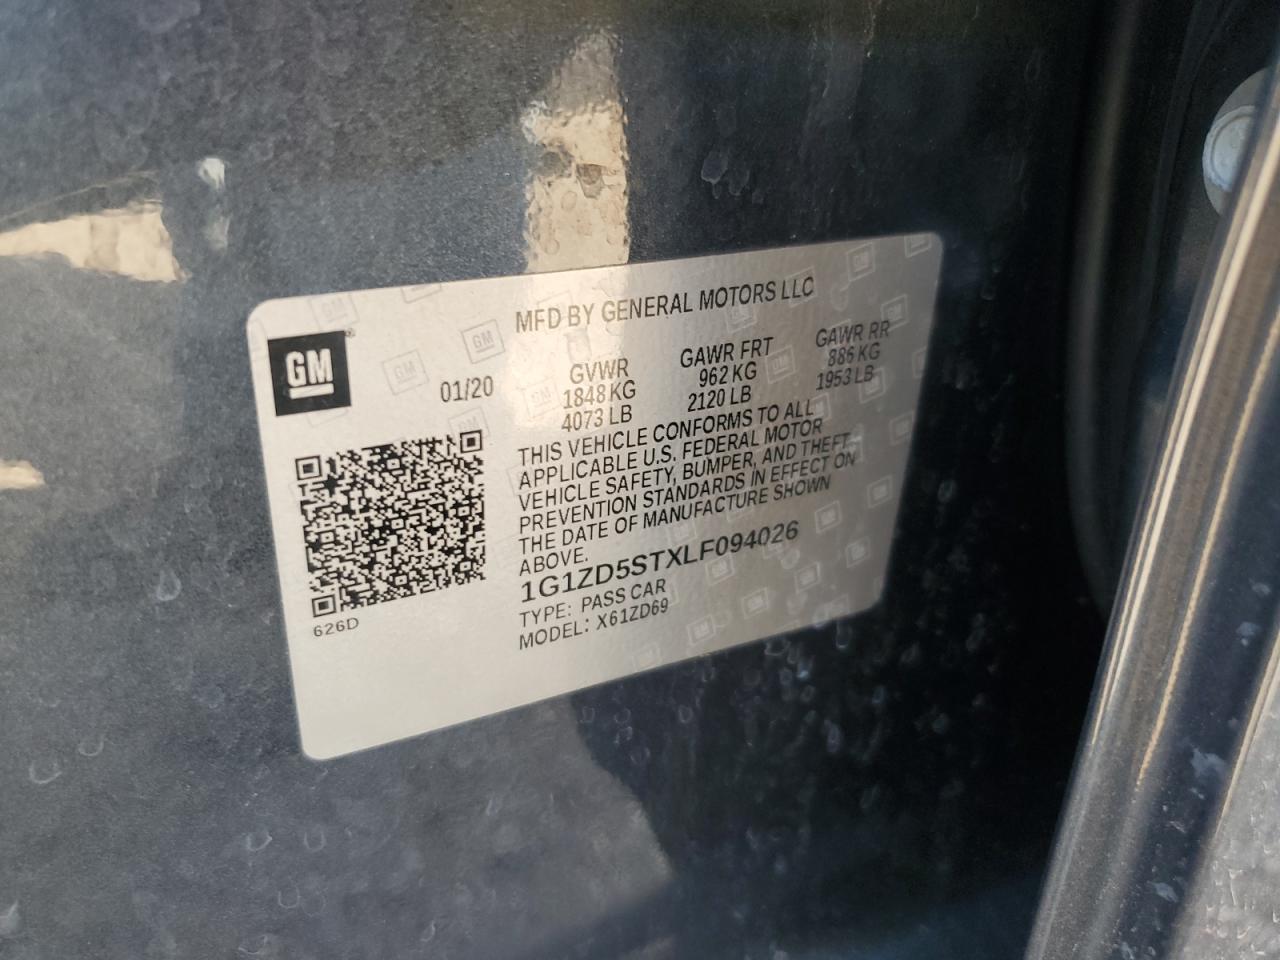 MFD BY GENERAL MOTORS LLC
GM
01/20
GVWR GAWR FRT GAWR RR
1848 KG 962 KG 886 KG
4073 LB 2120 LB 1953 LB
THIS VEHICLE CONFORMS TO ALL
APPLICABLE U.S. FEDERAL MOTOR
VEHICLE SAFETY, BUMPER, AND THEFT
PREVENTION STANDARDS IN EFFECT ON
THE DATE OF MANUFACTURE SHOWN
ABOVE.
1G1ZD5STXLF094026
TYPE: PASS CAR
MODEL: X61ZD69
626D